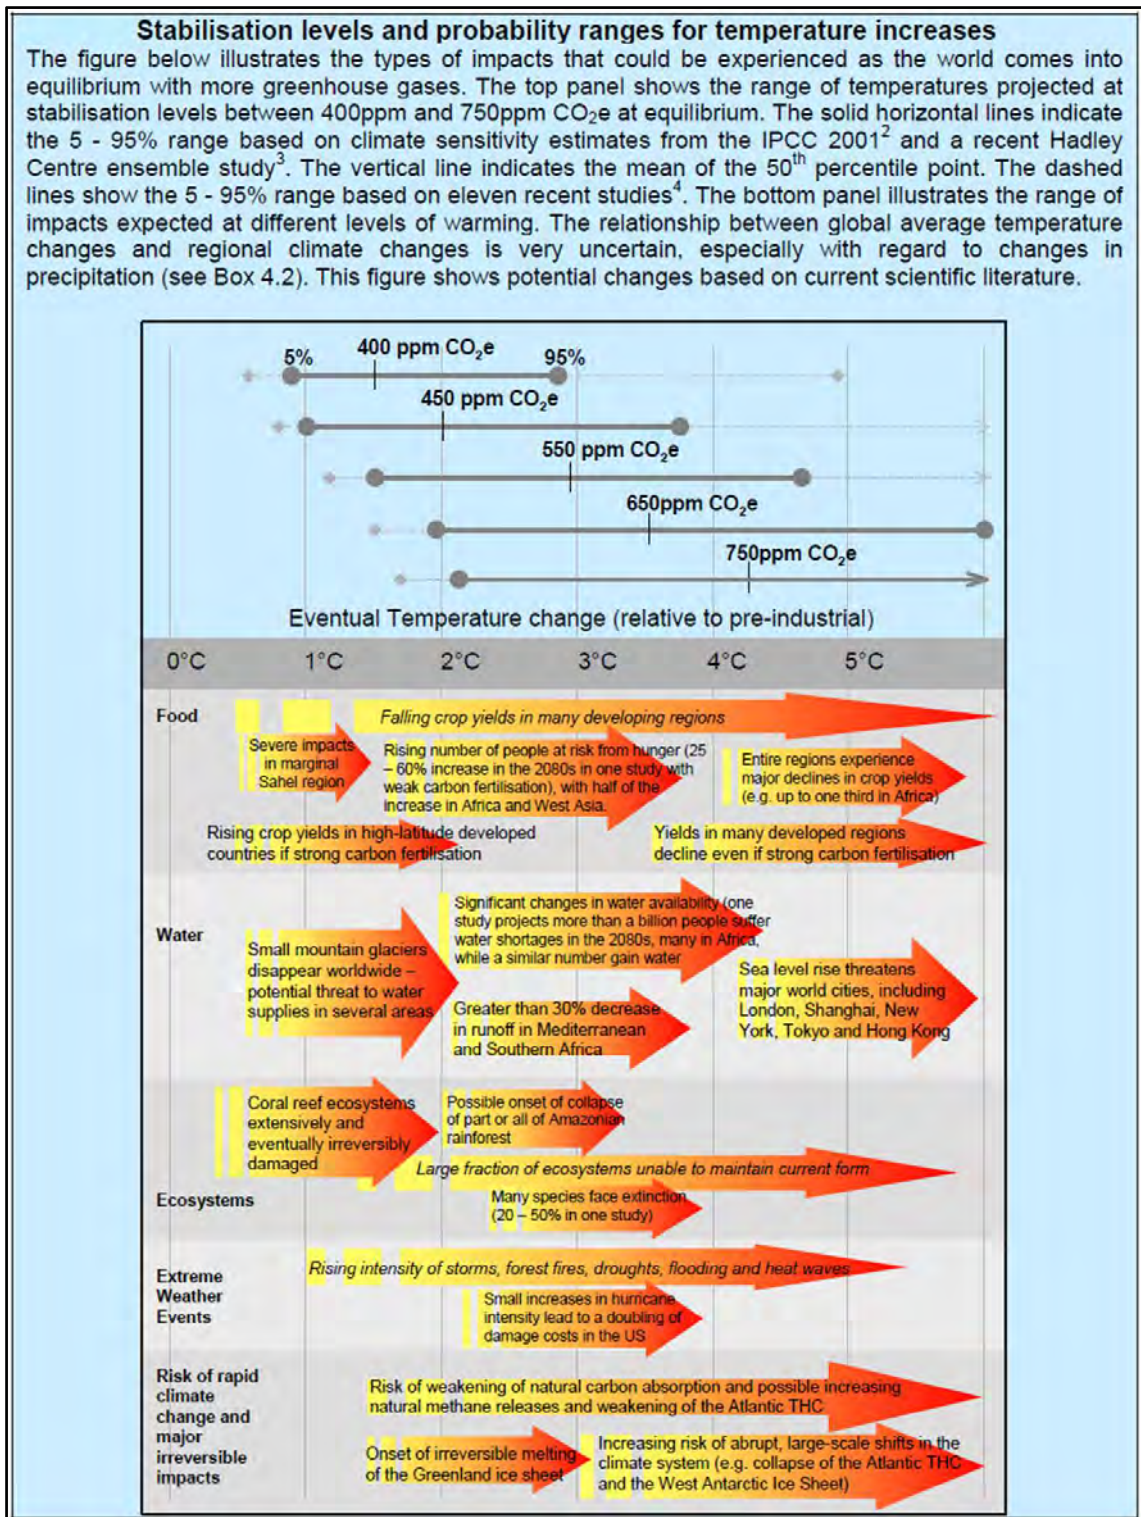 Stabilisation levels and probability ranges for temperature increases
The figure below illustrates the types of impacts that could be experienced as the world comes into
equilibrium with more greenhouse gases. The top panel shows the range of temperatures projected at
stabilisation levels between 400ppm and 750ppm CO₂e at equilibrium. The solid horizontal lines indicate
the 5 - 95% range based on climate sensitivity estimates from the IPCC 2001² and a recent Hadley
Centre ensemble study³. The vertical line indicates the mean of the 50th percentile point. The dashed
lines show the 5 - 95% range based on eleven recent studies⁴. The bottom panel illustrates the range of
impacts expected at different levels of warming. The relationship between global average temperature
changes and regional climate changes is very uncertain, especially with regard to changes in
precipitation (see Box 4.2). This figure shows potential changes based on current scientific literature.
5%
400 ppm CO₂e
95%
450 ppm CO₂e
550 ppm CO₂e
650ppm CO₂e
750ppm CO₂e
Eventual Temperature change (relative to pre-industrial)
0°C 1°C 2°C 3°C 4°C 5°C
Food
Falling crop yields in many developing regions
Severe impacts
in marginal
Sahel region
Rising number of people at risk from hunger (25
– 60% increase in the 2080s in one study with
weak carbon fertilisation), with half of the
increase in Africa and West Asia.
Entire regions experience
major declines in crop yields
(e.g. up to one third in Africa)
Rising crop yields in high-latitude developed
countries if strong carbon fertilisation
Yields in many developed regions
decline even if strong carbon fertilisation
Water
Small mountain glaciers
disappear worldwide –
potential threat to water
supplies in several areas
Significant changes in water availability (one
study projects more than a billion people suffer
water shortages in the 2080s, many in Africa,
while a similar number gain water
Greater than 30% decrease
in runoff in Mediterranean
and Southern Africa
Sea level rise threatens
major world cities, including
London, Shanghai, New
York, Tokyo and Hong Kong
Ecosystems
Coral reef ecosystems
extensively and
eventually irreversibly
damaged
Possible onset of collapse
of part or all of Amazonian
rainforest
Large fraction of ecosystems unable to maintain current form
Many species face extinction
(20 – 50% in one study)
Extreme
Weather
Events
Rising intensity of storms, forest fires, droughts, flooding and heat waves
Small increases in hurricane
intensity lead to a doubling of
damage costs in the US
Risk of rapid
climate
change and
major
irreversible
impacts
Risk of weakening of natural carbon absorption and possible increasing
natural methane releases and weakening of the Atlantic THC
Onset of irreversible melting
of the Greenland ice sheet
Increasing risk of abrupt, large-scale shifts in the
climate system (e.g. collapse of the Atlantic THC
and the West Antarctic Ice Sheet)